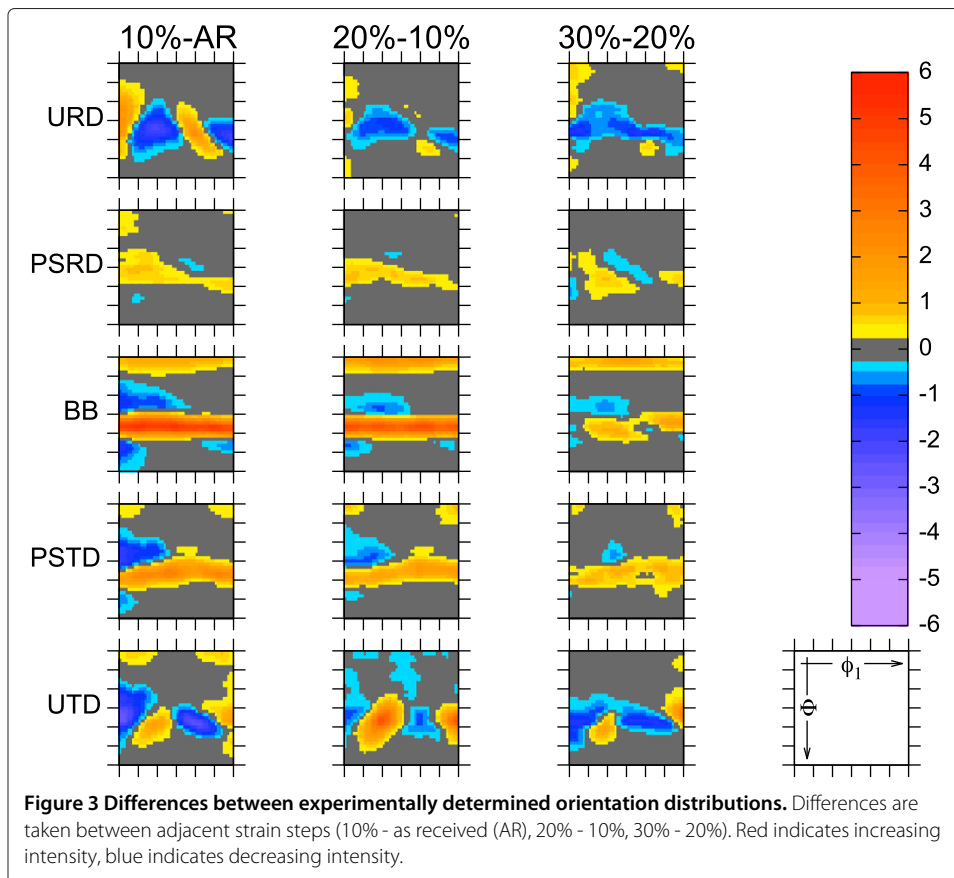 10%-AR 20%-10% 30%-20%
URD
PSRD
BB
PSTD
UTD
6
5
4
3
2
1
0
-1
-2
-3
-4
-5
-6
ϕ1
Φ
Figure 3 Differences between experimentally determined orientation distributions. Differences are
taken between adjacent strain steps (10% - as received (AR), 20% - 10%, 30% - 20%). Red indicates increasing
intensity, blue indicates decreasing intensity.